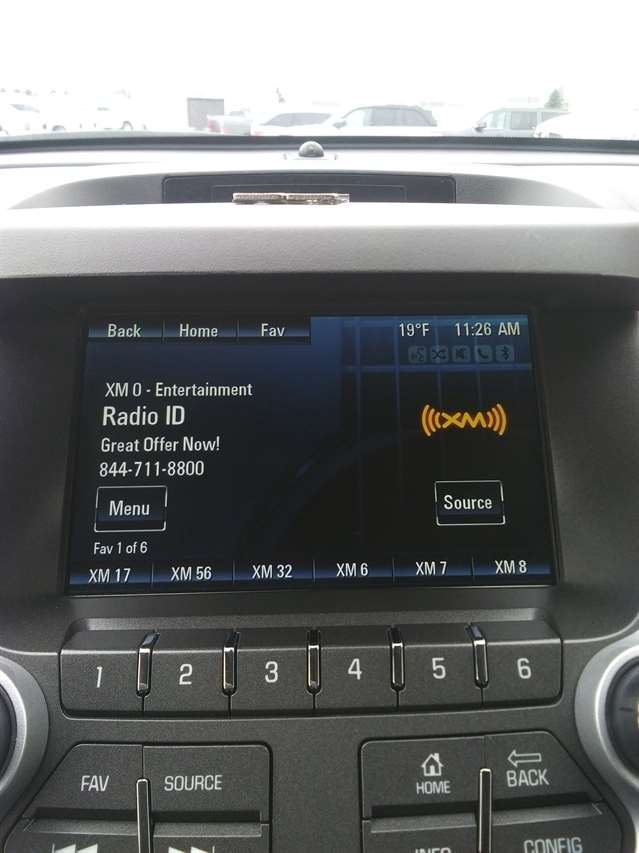 Back Home Fav 19°F 11:26 AM
XM 0 - Entertainment
Radio ID
Great Offer Now!
844-711-8800
((XM))
Menu Source
Fav 1 of 6
XM 17 XM 56 XM 32 XM 6 XM 7 XM 8
1 2 3 4 5 6
FAV SOURCE HOME BACK
INFO CONFIG